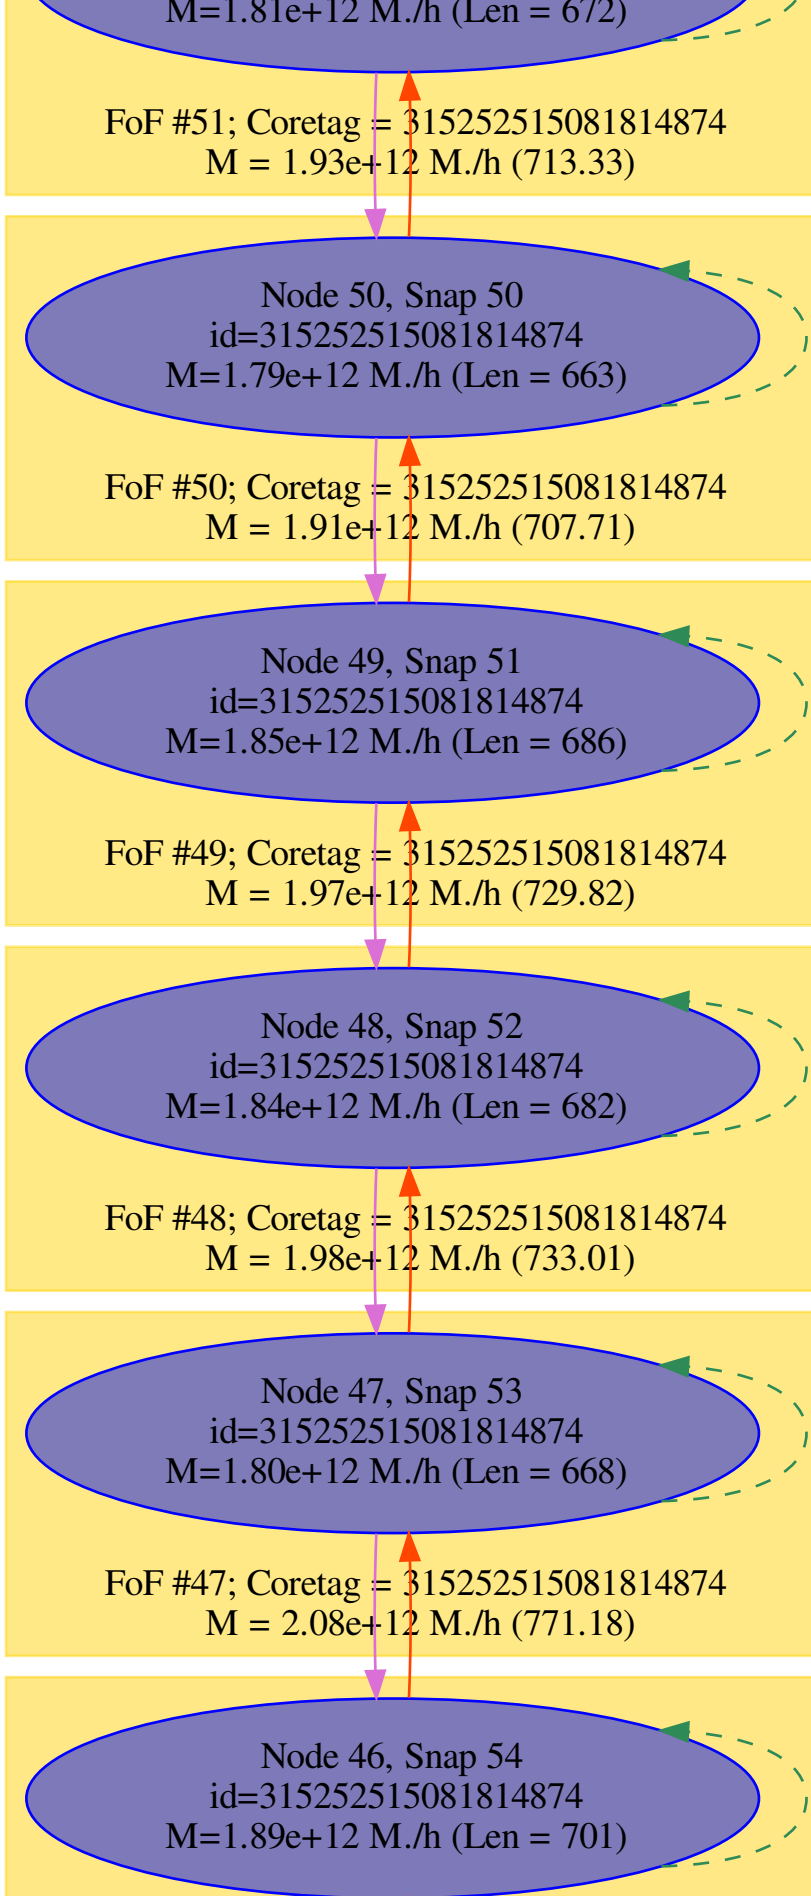 M=1.81e+12 M./h (Len = 672)
FoF #51; Coretag = 315252515081814874
M = 1.93e+12 M./h (713.33)
Node 50, Snap 50
id=315252515081814874
M=1.79e+12 M./h (Len = 663)
FoF #50; Coretag = 315252515081814874
M = 1.91e+12 M./h (707.71)
Node 49, Snap 51
id=315252515081814874
M=1.85e+12 M./h (Len = 686)
FoF #49; Coretag = 315252515081814874
M = 1.97e+12 M./h (729.82)
Node 48, Snap 52
id=315252515081814874
M=1.84e+12 M./h (Len = 682)
FoF #48; Coretag = 315252515081814874
M = 1.98e+12 M./h (733.01)
Node 47, Snap 53
id=315252515081814874
M=1.80e+12 M./h (Len = 668)
FoF #47; Coretag = 315252515081814874
M = 2.08e+12 M./h (771.18)
Node 46, Snap 54
id=315252515081814874
M=1.89e+12 M./h (Len = 701)